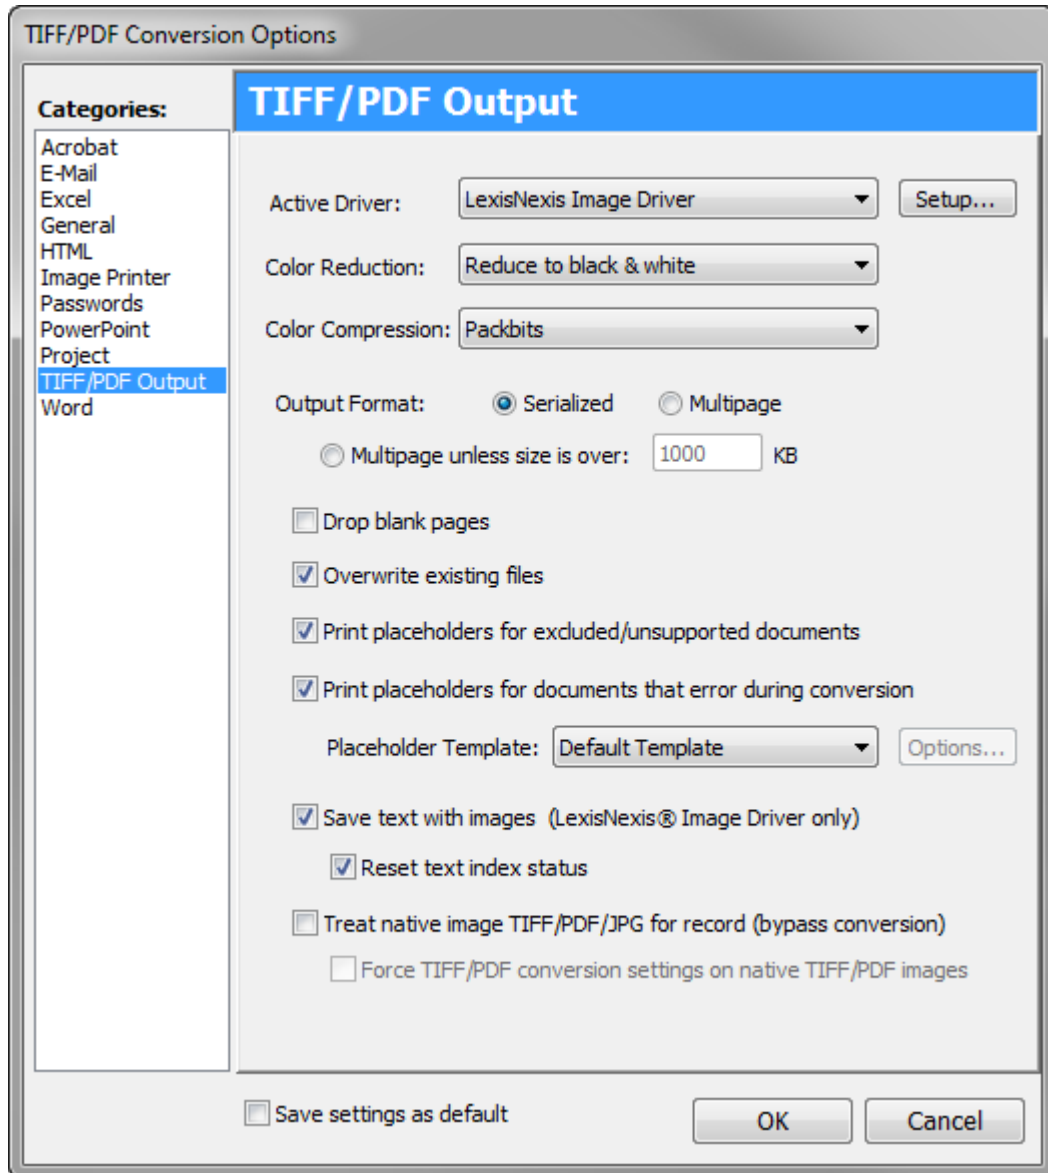 TIFF/PDF Conversion Options
Categories:
Acrobat
E-Mail
Excel
General
HTML
Image Printer
Passwords
PowerPoint
Project
TIFF/PDF Output
Word
TIFF/PDF Output
Active Driver: LexisNexis Image Driver Setup...
Color Reduction: Reduce to black & white
Color Compression: Packbits
Output Format: Serialized Multipage
Multipage unless size is over: 1000 KB
Drop blank pages
Overwrite existing files
Print placeholders for excluded/unsupported documents
Print placeholders for documents that error during conversion
Placeholder Template: Default Template Options...
Save text with images (LexisNexis® Image Driver only)
Reset text index status
Treat native image TIFF/PDF/JPG for record (bypass conversion)
Force TIFF/PDF conversion settings on native TIFF/PDF images
Save settings as default OK Cancel